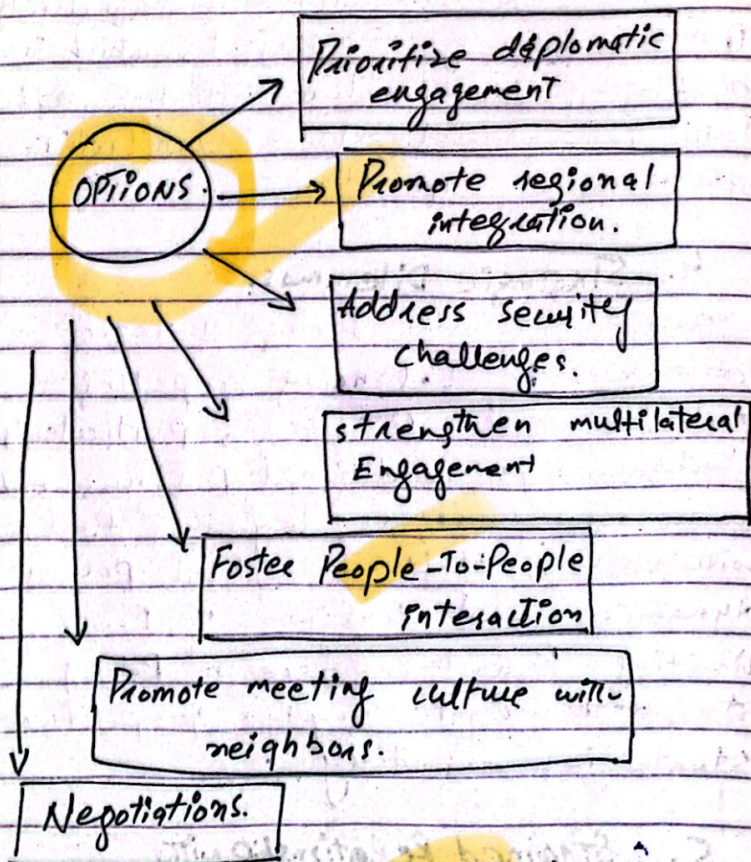 Prioritize diplomatic
engagement
OPTIONS.
Promote regional
integration.
Address security
challenges.
strengthen multilateral
Engagement
Foster People-To-People
interaction
Promote meeting culture with
neighbors.
Negotiations.